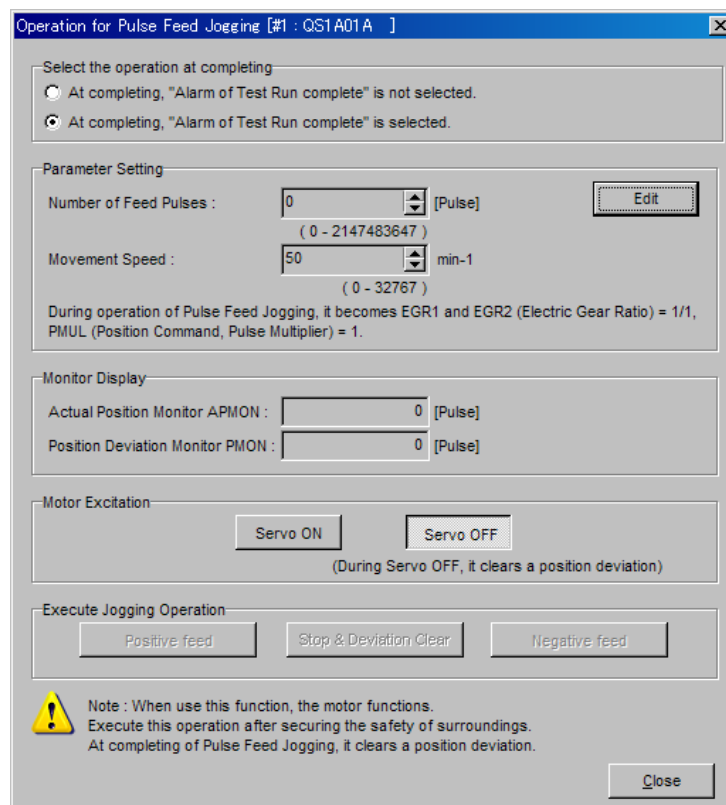 Operation for Pulse Feed Jogging [#1 : QS1A01A ]
Select the operation at completing
At completing, "Alarm of Test Run complete" is not selected.
At completing, "Alarm of Test Run complete" is selected.
Parameter Setting
Number of Feed Pulses : 0 [Pulse] Edit
( 0 - 2147483647 )
Movement Speed : 50 min-1
( 0 - 32767 )
During operation of Pulse Feed Jogging, it becomes EGR1 and EGR2 (Electric Gear Ratio) = 1/1,
PMUL (Position Command, Pulse Multiplier) = 1.
Monitor Display
Actual Position Monitor APMON : 0 [Pulse]
Position Deviation Monitor PMON : 0 [Pulse]
Motor Excitation
Servo ON Servo OFF
(During Servo OFF, it clears a position deviation)
Execute Jogging Operation
Positive feed Stop & Deviation Clear Negative feed
Note : When use this function, the motor functions.
Execute this operation after securing the safety of surroundings.
At completing of Pulse Feed Jogging, it clears a position deviation.
Close